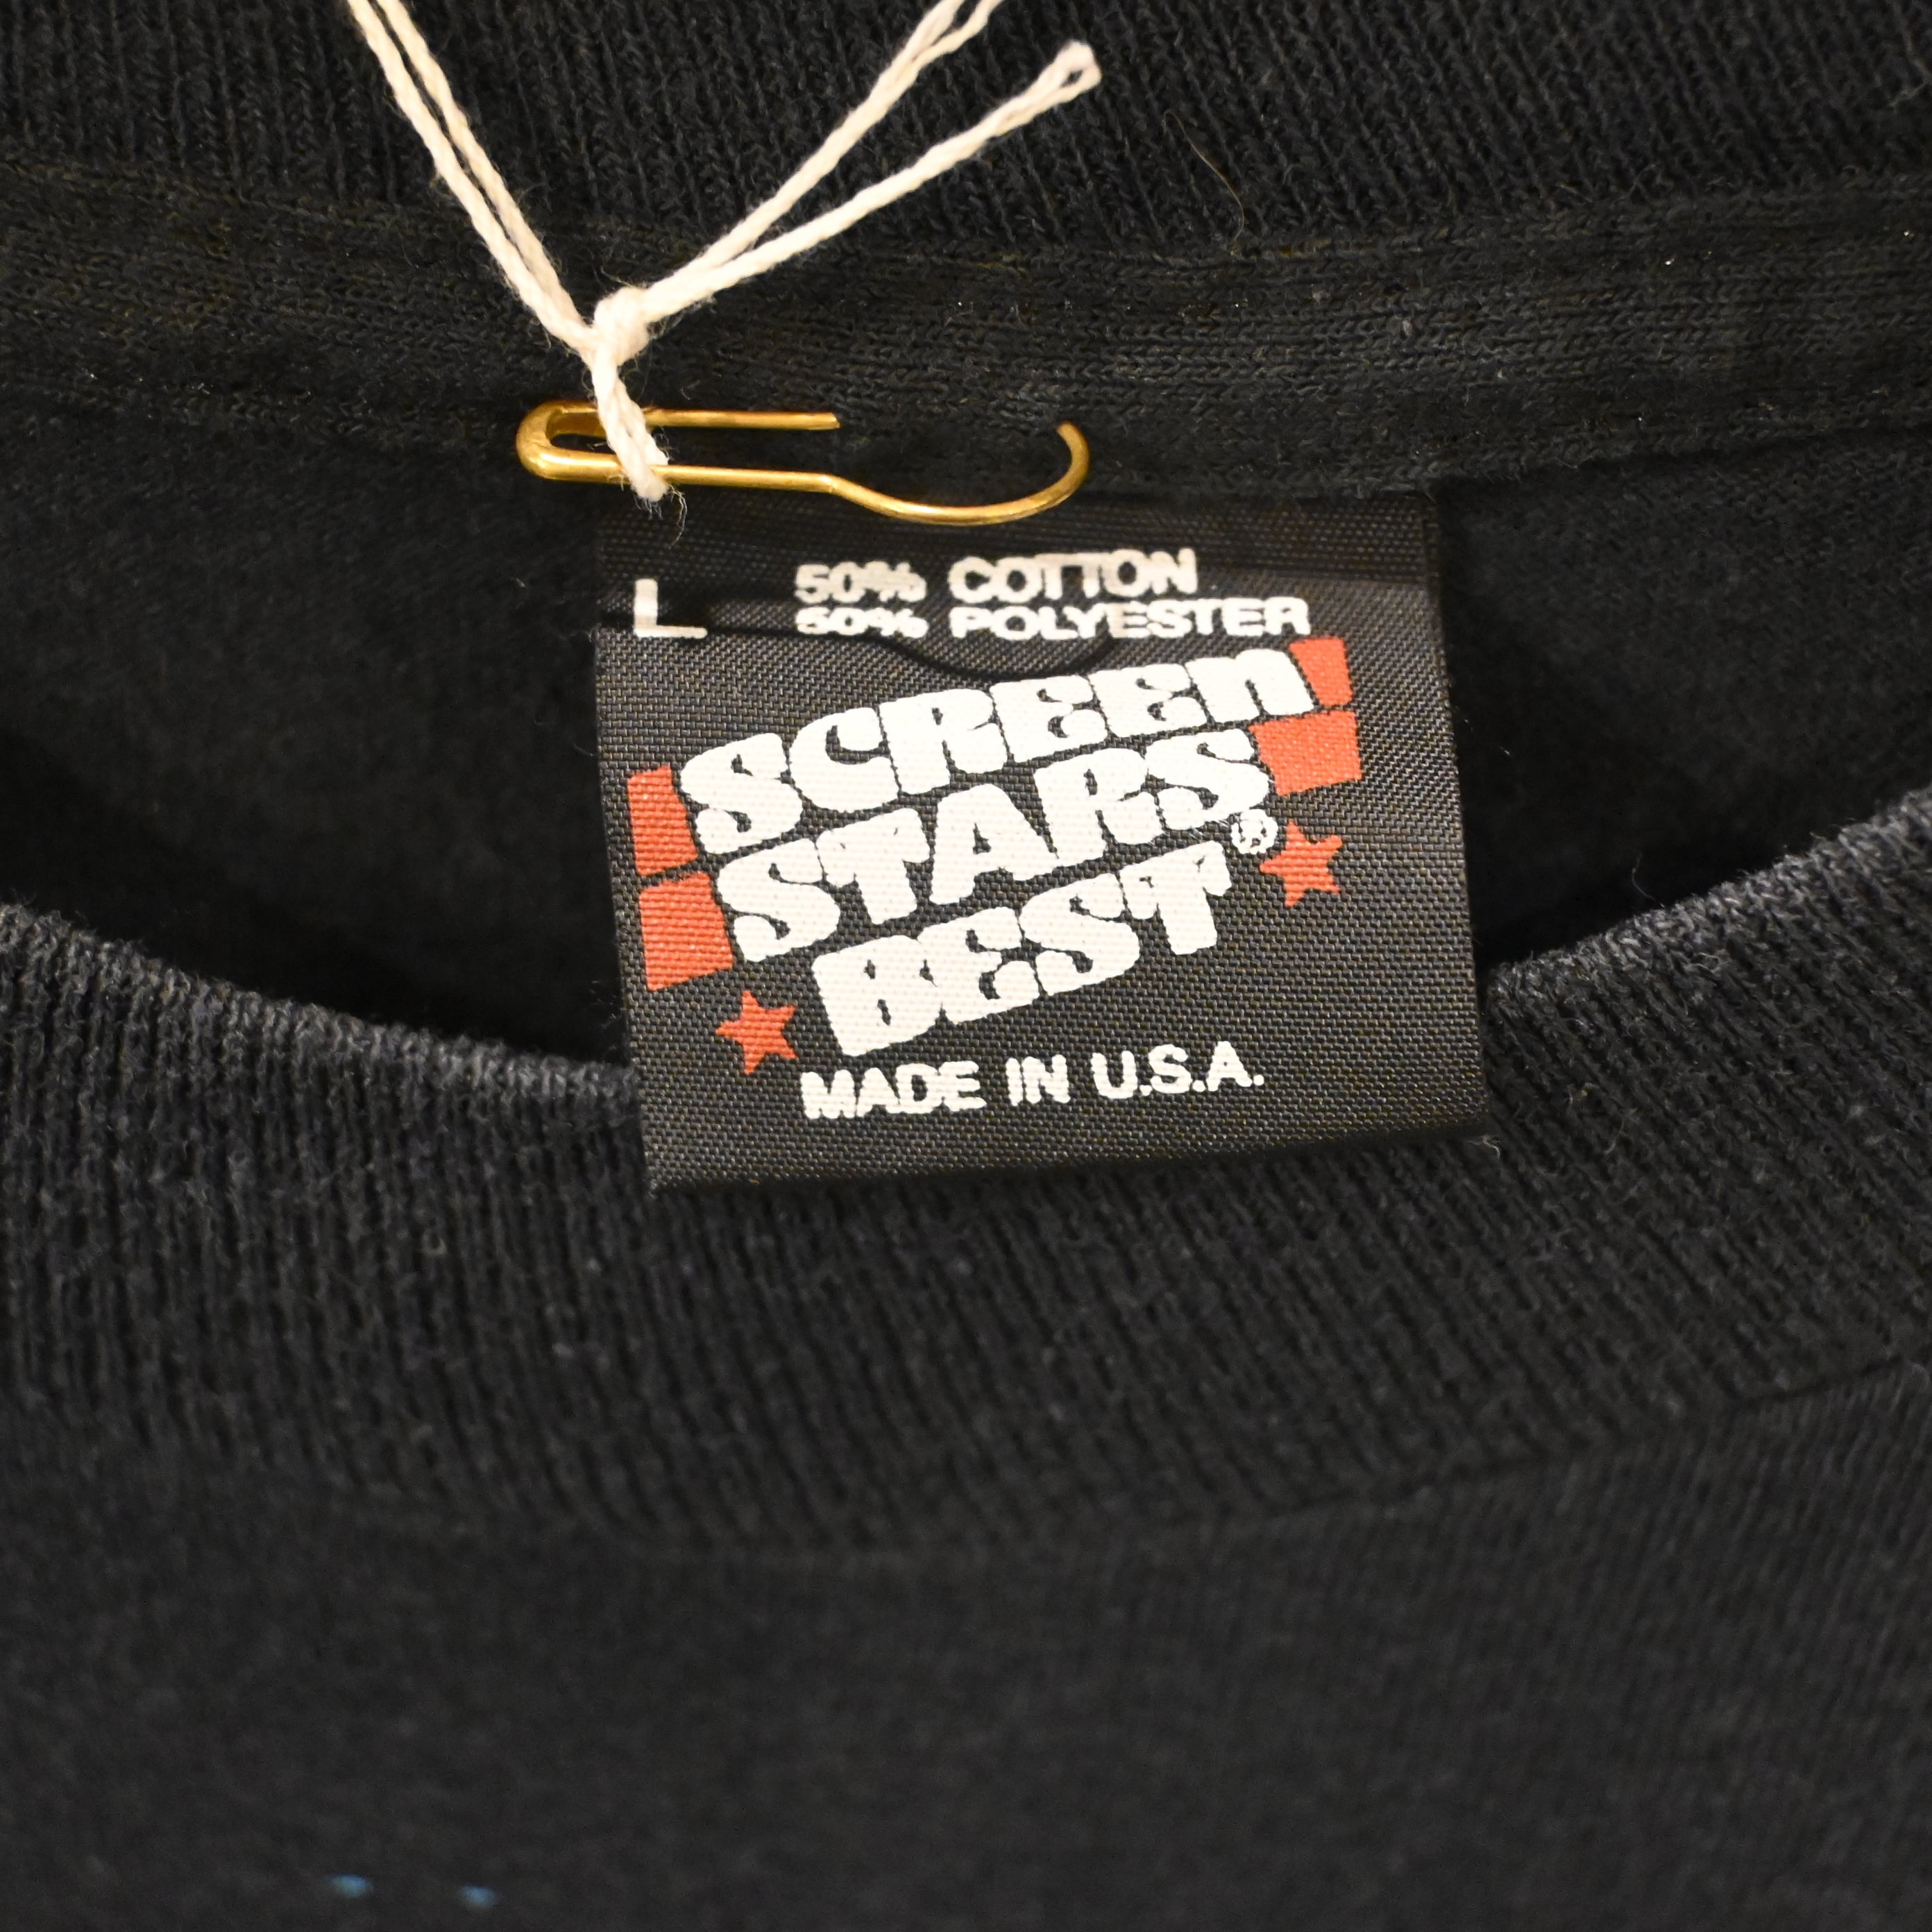 L
50% COTTON
50% POLYESTER
SCREEN
STARS
BEST®
MADE IN U.S.A.